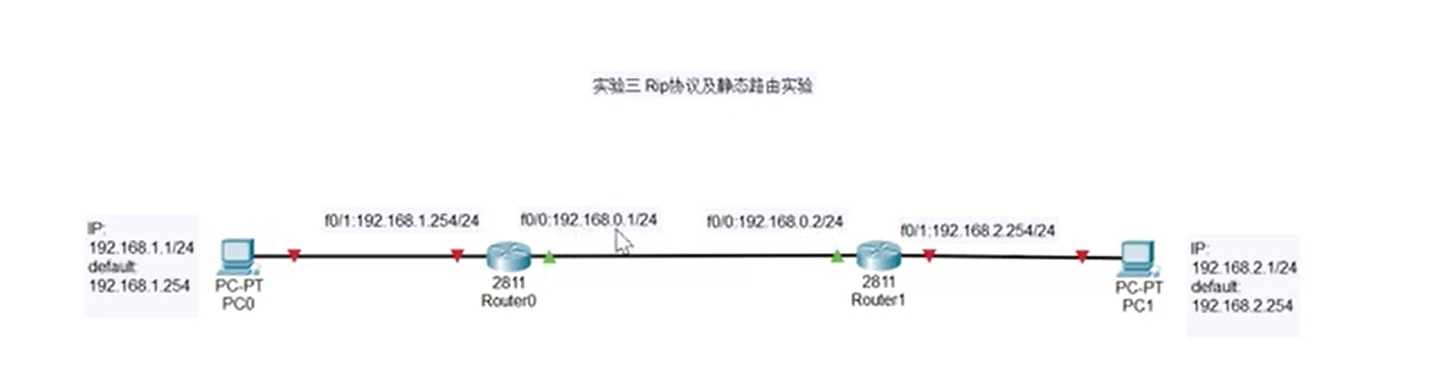 实验三 Rip协议及静态路由实验
IP:
192.168.1.1/24
default:
192.168.1.254
f0/1:192.168.1.254/24
f0/0:192.168.0.1/24
f0/0:192.168.0.2/24
f0/1:192.168.2.254/24
IP:
192.168.2.1/24
default:
192.168.2.254
PC-PT
PC0
2811
Router0
2811
Router1
PC-PT
PC1